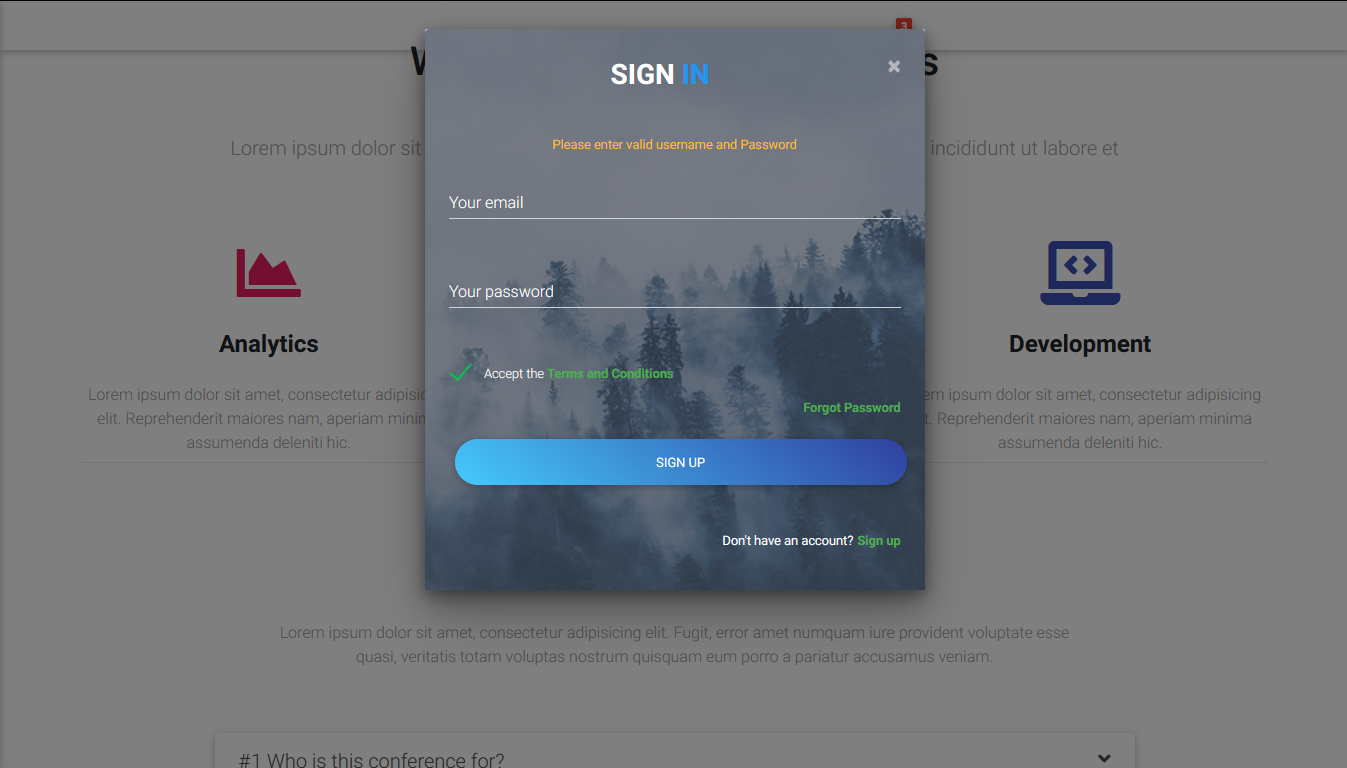 3
SIGN IN
Please enter valid username and Password
Lorem ipsum dolor sit
incididunt ut labore et
Your email
Your password
Analytics
Development
Accept the Terms and Conditions
Lorem ipsum dolor sit amet, consectetur
elit. Reprehenderit maiores nam, aperiam
assumenda deleniti hic.
ipsum dolor sit amet, consectetur adipisicing
Reprehenderit maiores nam, aperiam minima
assumenda deleniti hic.
Forgot Password
SIGN UP
Don't have an account? Sign up
Lorem ipsum dolor sit amet, consectetur adipisicing elit. Fugit, error amet numquam iure provident voluptate esse
quasi, veritatis totam voluptas nostrum quisquam eum porro a pariatur accusamus veniam.
#1 Who is this conference for?